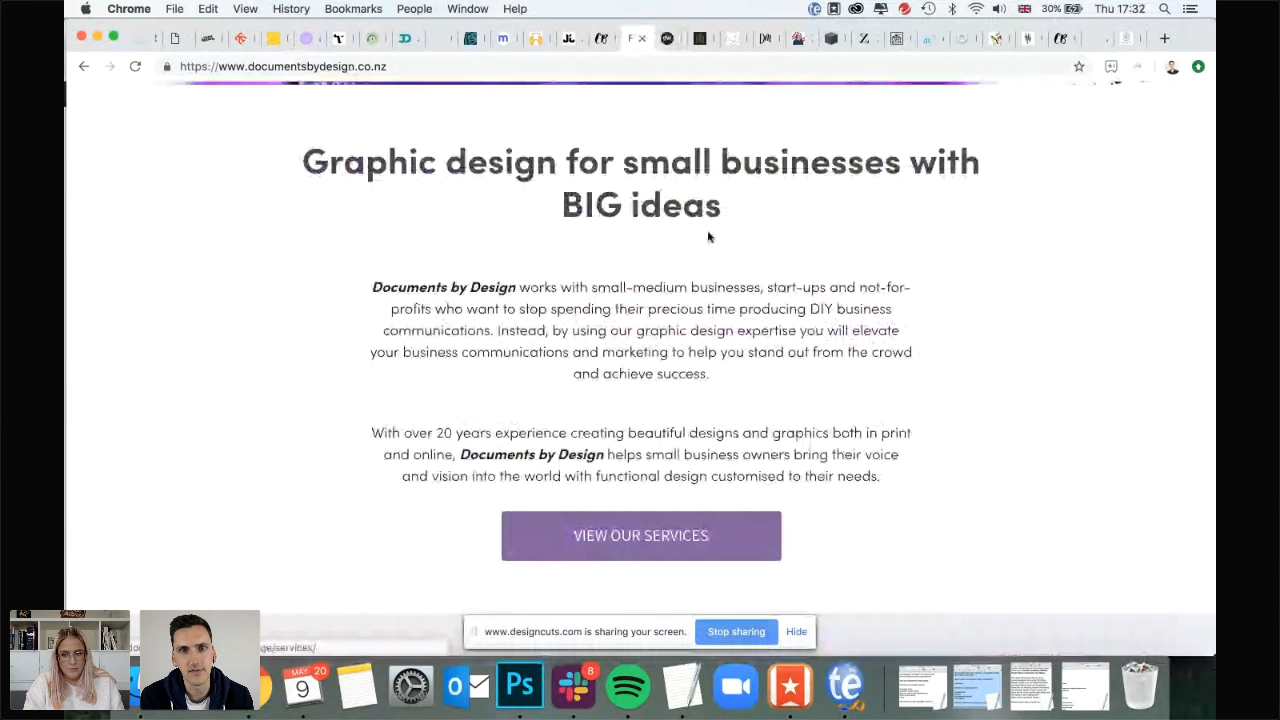 Chrome File Edit View History Bookmarks People Window Help
30% Thu 17:32
https://www.documentsbydesign.co.nz
Graphic design for small businesses with
BIG ideas
Documents by Design works with small-medium businesses, start-ups and not-for-
profits who want to stop spending their precious time producing DIY business
communications. Instead, by using our graphic design expertise you will elevate
your business communications and marketing to help you stand out from the crowd
and achieve success.
With over 20 years experience creating beautiful designs and graphics both in print
and online, Documents by Design helps small business owners bring their voice
and vision into the world with functional design customised to their needs.
VIEW OUR SERVICES
www.designcuts.com is sharing your screen. Stop sharing Hide
MAY 20
9
Ps
8